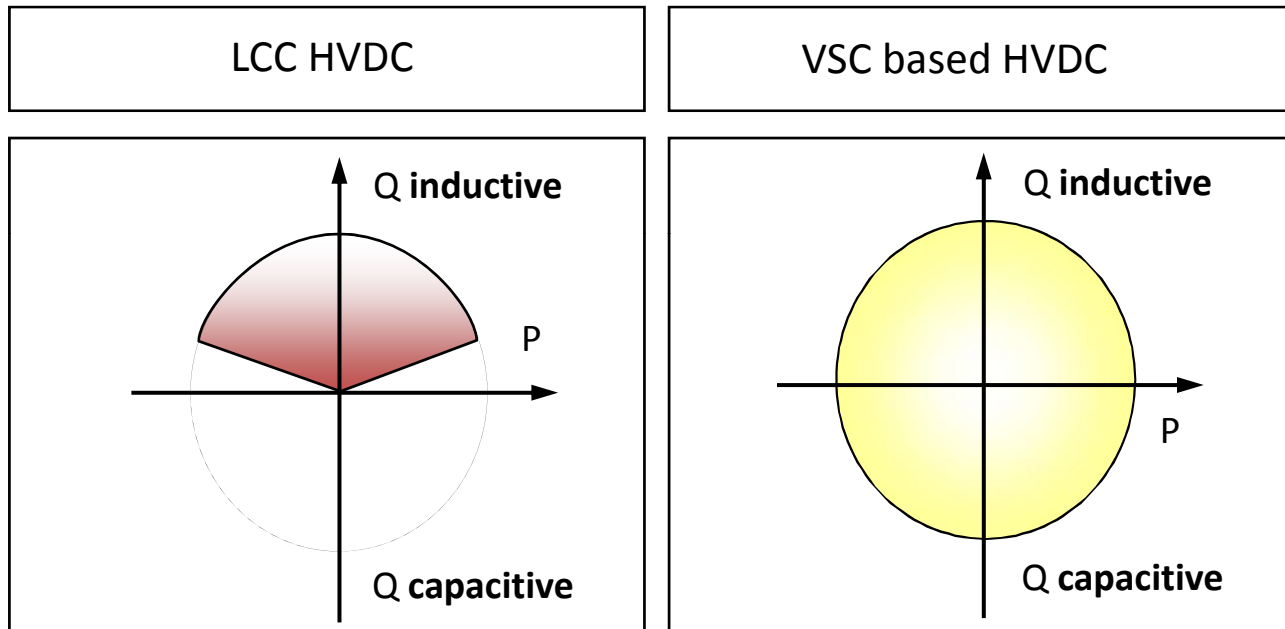 LCC HVDC
VSC based HVDC
Q inductive
P
Q capacitive
Q inductive
P
Q capacitive